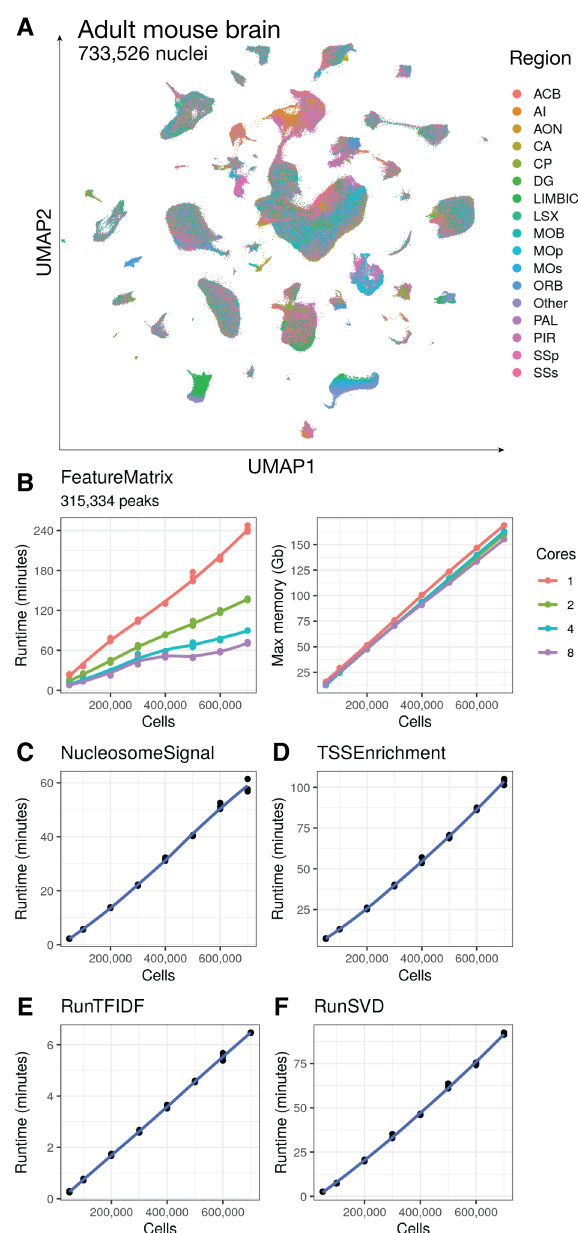 A
Adult mouse brain
733,526 nuclei
UMAP2
UMAP1
Region
ACB
AI
AON
CA
CP
DG
LIMBIC
LSX
MOB
MOp
MOs
ORB
Other
PAL
PIR
SSp
SSs
B
FeatureMatrix
315,334 peaks
Runtime (minutes)
240
180
120
60
0
200,000 400,000 600,000
Cells
Max memory (Gb)
150
125
100
75
50
25
200,000 400,000 600,000
Cells
Cores
1
2
4
8
C
NucleosomeSignal
Runtime (minutes)
60
40
20
0
200,000 400,000 600,000
Cells
D
TSSEnrichment
Runtime (minutes)
100
75
50
25
200,000 400,000 600,000
Cells
E
RunTFIDF
Runtime (minutes)
6
4
2
0
200,000 400,000 600,000
Cells
F
RunSVD
Runtime (minutes)
75
50
25
0
200,000 400,000 600,000
Cells